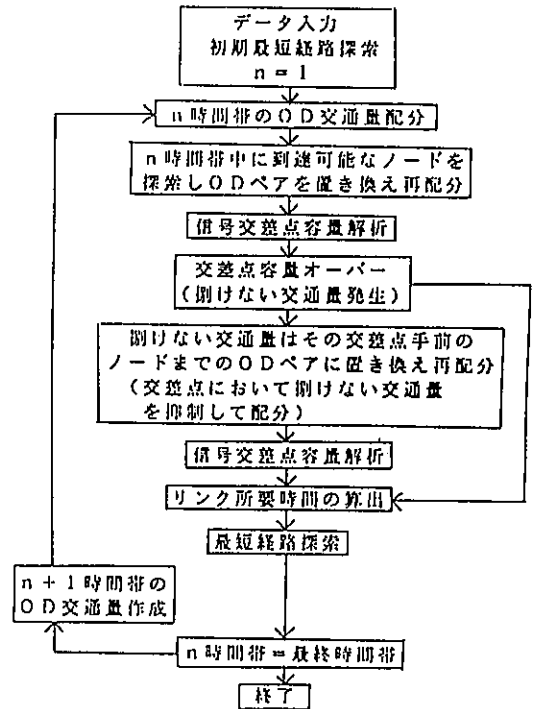 データ入力
初期最短経路探索
n=1
n時間帯のOD交通量配分
n時間帯中に到達可能なノードを
探索しODペアを置き換え再配分
信号交差点容量解析
交差点容量オーバー
(捌けない交通量発生)
捌けない交通量はその交差点手前の
ノードまでのODペアに置き換え再配分
(交差点において捌けない交通量
を抑制して配分)
信号交差点容量解析
リンク所要時間の算出
最短経路探索
n+1時間帯の
OD交通量作成
n時間帯=最終時間帯
終了